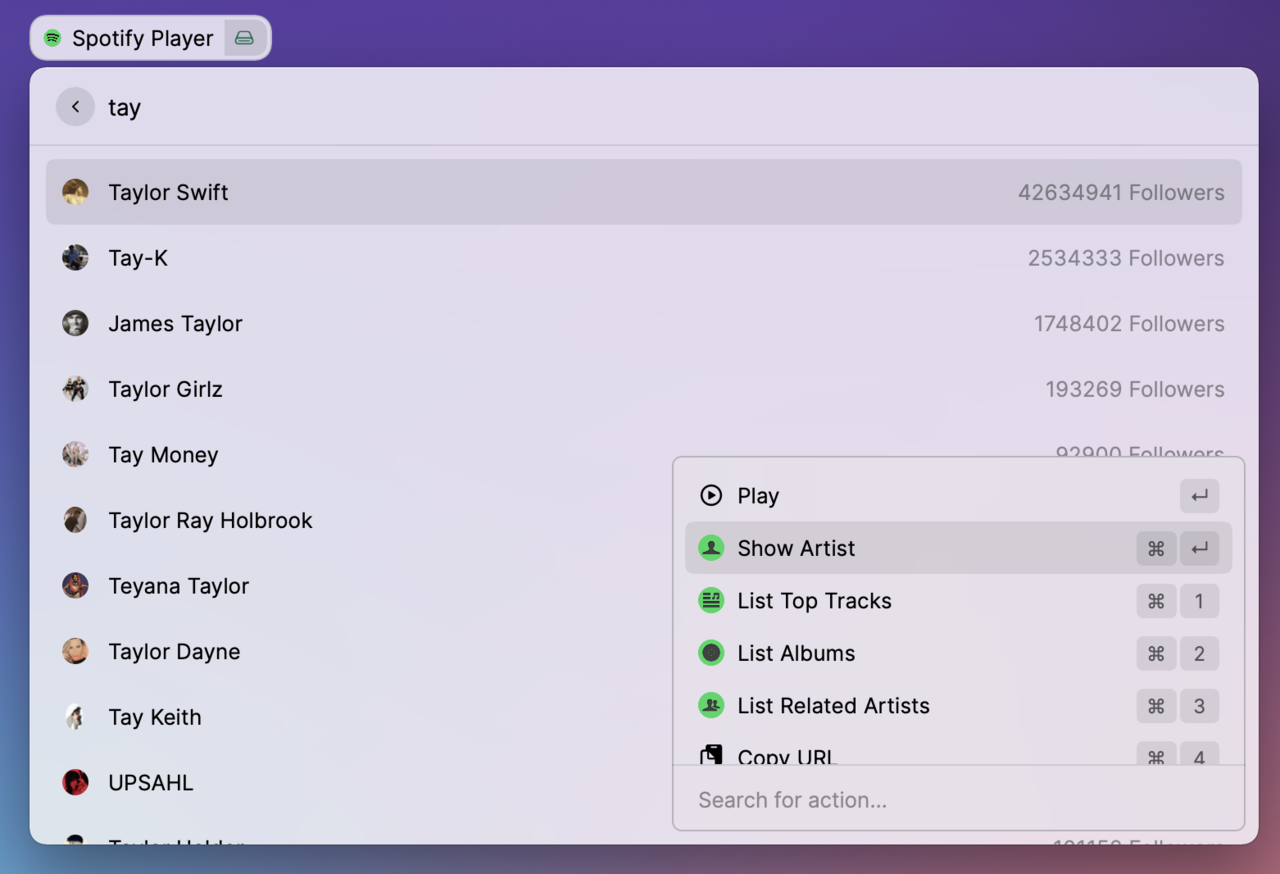 Spotify Player
tay
Taylor Swift 42634941 Followers
Tay-K 2534333 Followers
James Taylor 1748402 Followers
Taylor Girlz 193269 Followers
Tay Money 92900 Followers
Taylor Ray Holbrook
Teyana Taylor
Taylor Dayne
Tay Keith
UPSAHL
Taylor Holder
Play ↵
Show Artist ⌘ ↵
List Top Tracks ⌘ 1
List Albums ⌘ 2
List Related Artists ⌘ 3
Copy URL ⌘ 4
Search for action...